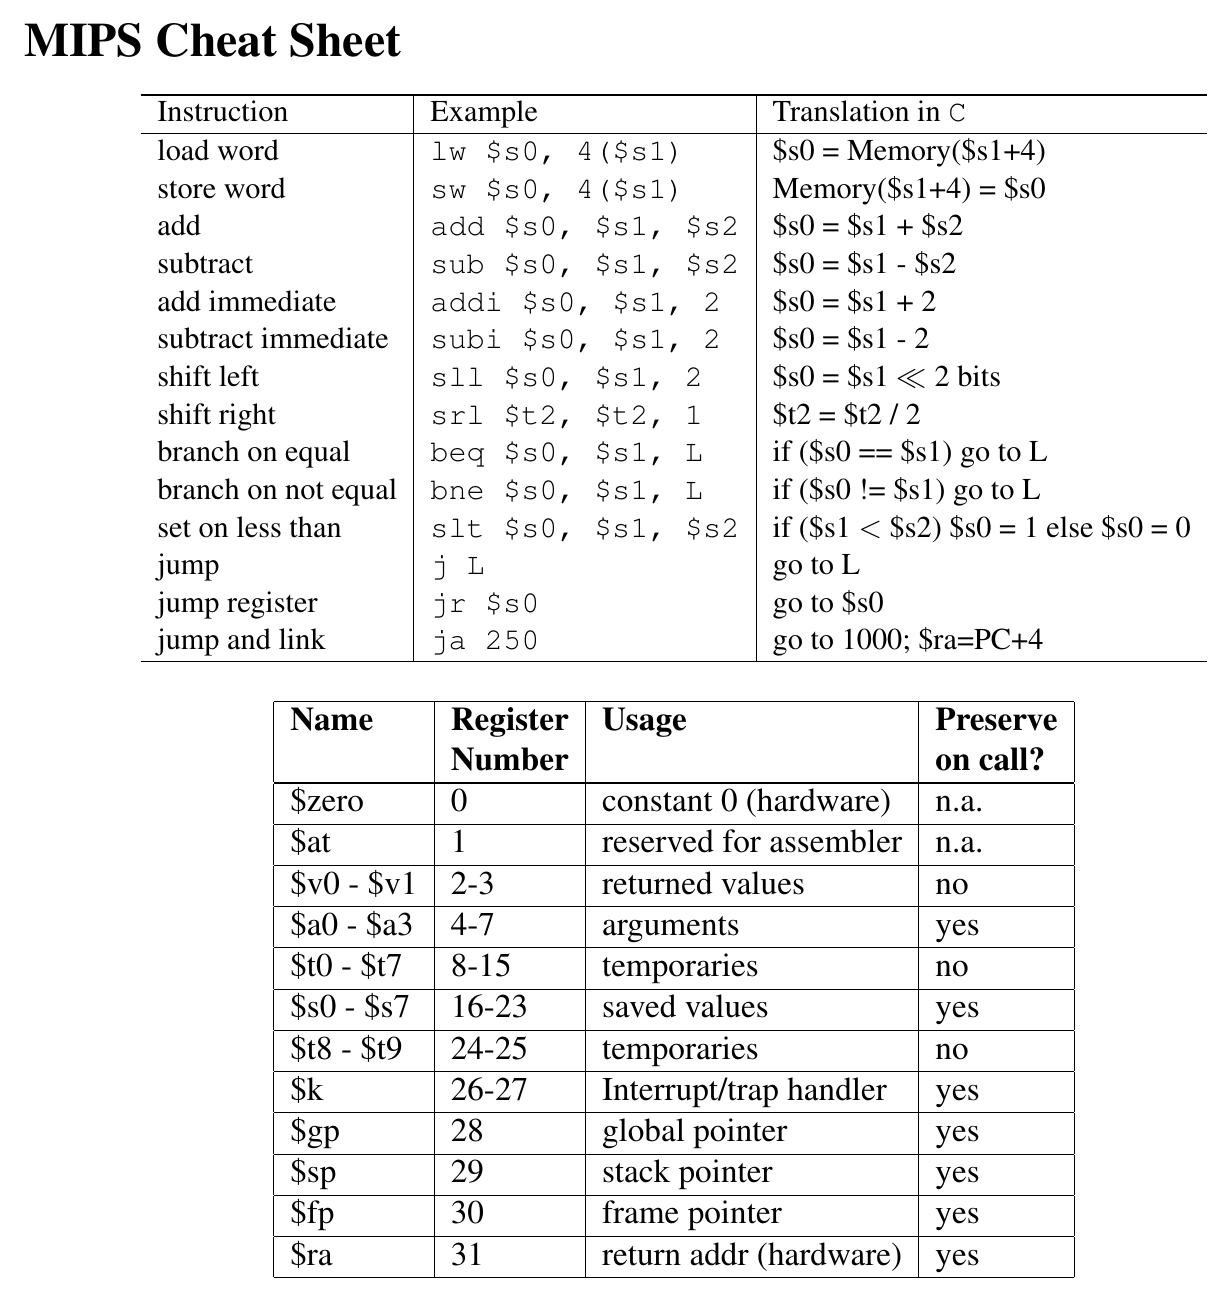 MIPS Cheat Sheet
Instruction Example Translation in C
load word lw $s0, 4($s1) $s0 = Memory($s1+4)
store word sw $s0, 4($s1) Memory($s1+4) = $s0
add add $s0, $s1, $s2 $s0 = $s1 + $s2
subtract sub $s0, $s1, $s2 $s0 = $s1 - $s2
add immediate addi $s0, $s1, 2 $s0 = $s1 + 2
subtract immediate subi $s0, $s1, 2 $s0 = $s1 - 2
shift left sll $s0, $s1, 2 $s0 = $s1 ≪ 2 bits
shift right srl $t2, $t2, 1 $t2 = $t2 / 2
branch on equal beq $s0, $s1, L if ($s0 == $s1) go to L
branch on not equal bne $s0, $s1, L if ($s0 != $s1) go to L
set on less than slt $s0, $s1, $s2 if ($s1 < $s2) $s0 = 1 else $s0 = 0
jump j L go to L
jump register jr $s0 go to $s0
jump and link ja 250 go to 1000; $ra=PC+4
Name Register Usage Preserve
Number on call?
$zero 0 constant 0 (hardware) n.a.
$at 1 reserved for assembler n.a.
$v0 - $v1 2-3 returned values no
$a0 - $a3 4-7 arguments yes
$t0 - $t7 8-15 temporaries no
$s0 - $s7 16-23 saved values yes
$t8 - $t9 24-25 temporaries no
$k 26-27 Interrupt/trap handler yes
$gp 28 global pointer yes
$sp 29 stack pointer yes
$fp 30 frame pointer yes
$ra 31 return addr (hardware) yes